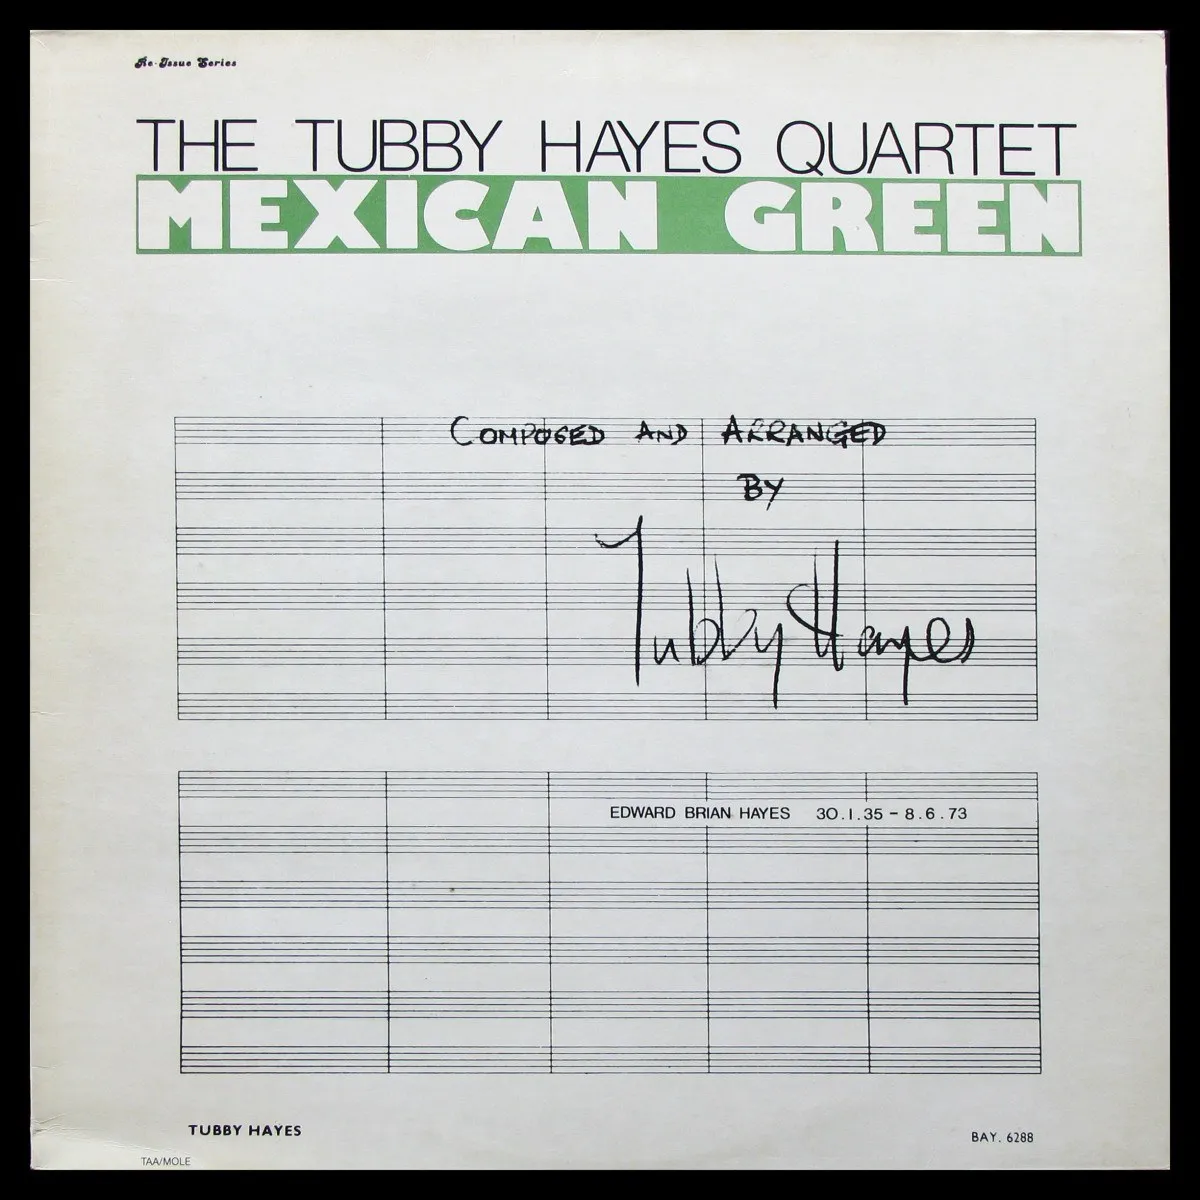 Re-Issue Series
THE TUBBY HAYES QUARTET
MEXICAN GREEN
COMPOSED AND ARRANGED
BY
Tubby Hayes
EDWARD BRIAN HAYES 30.1.35 - 8.6.73
TUBBY HAYES
BAY. 6288
TAA/MOLE